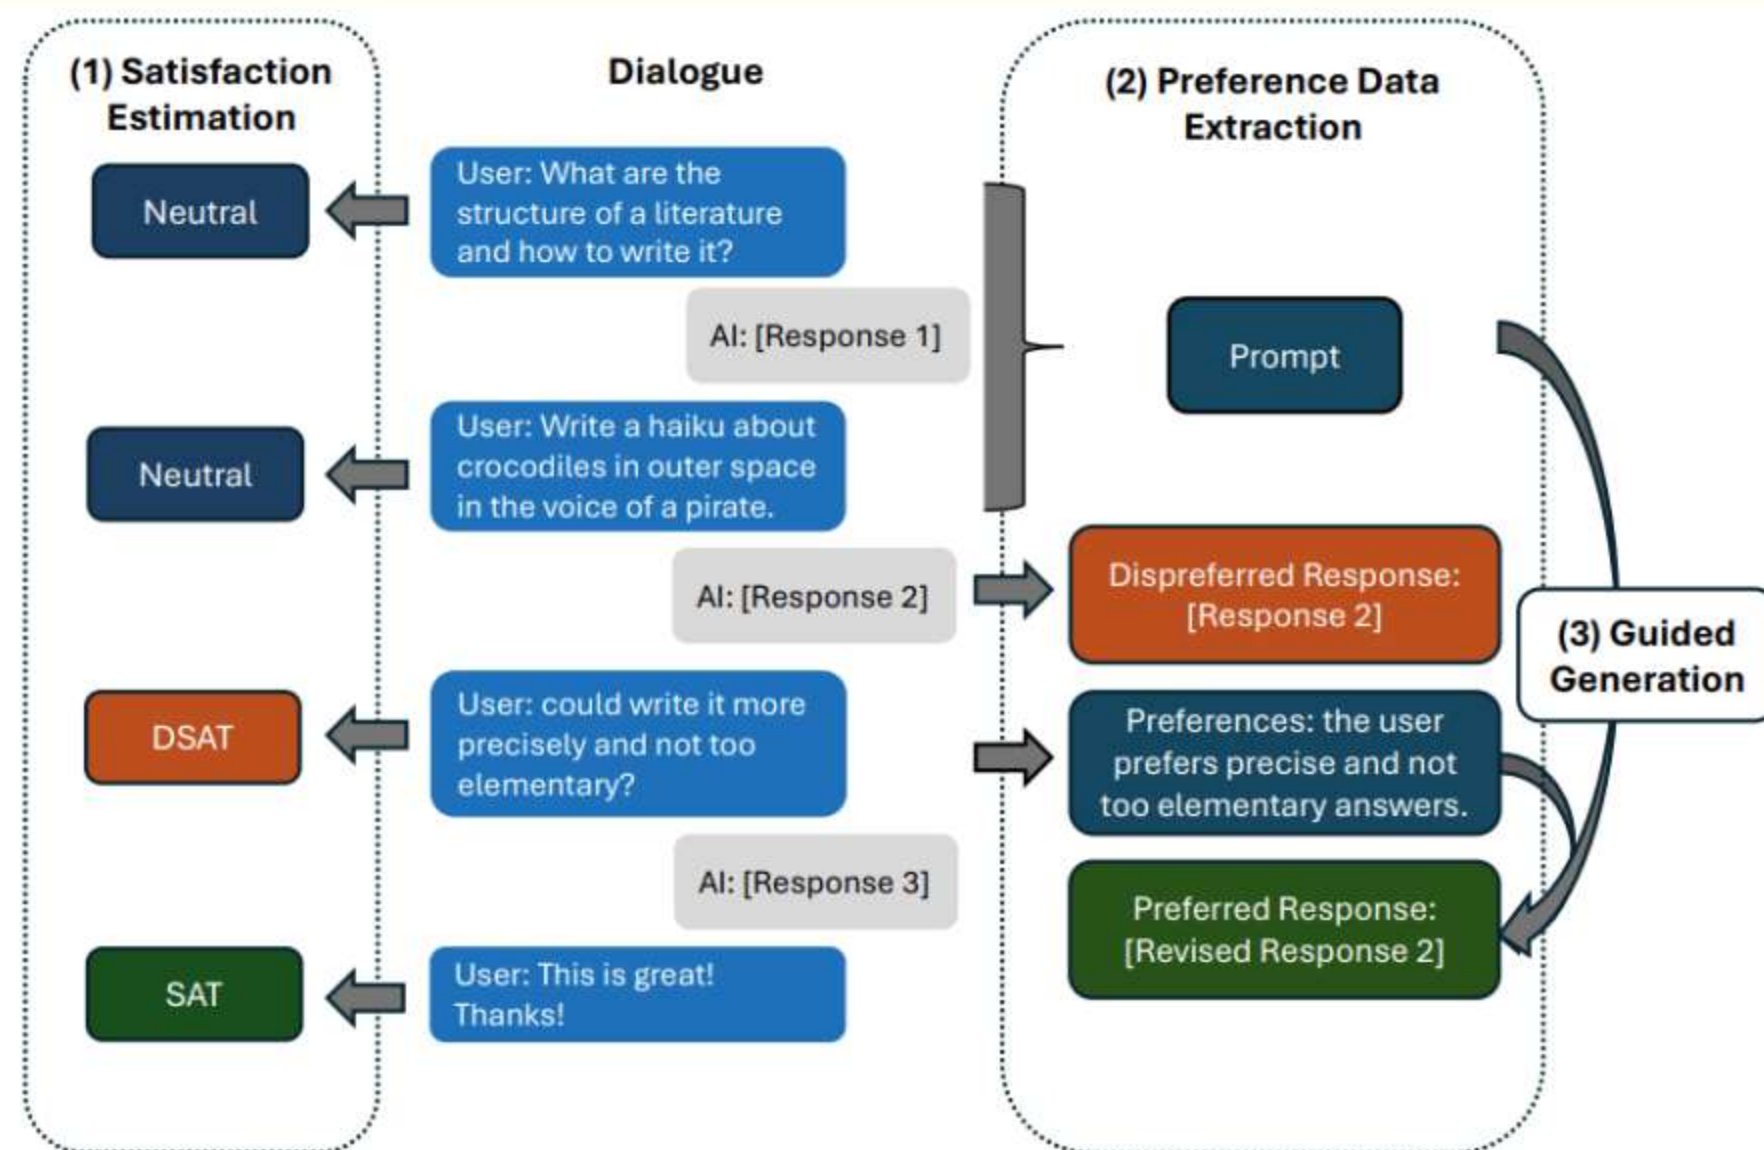 (1) Satisfaction
Estimation
Neutral
Neutral
DSAT
SAT
Dialogue
User: What are the
structure of a literature
and how to write it?
AI: [Response 1]
User: Write a haiku about
crocodiles in outer space
in the voice of a pirate.
AI: [Response 2]
User: could write it more
precisely and not too
elementary?
AI: [Response 3]
User: This is great!
Thanks!
(2) Preference Data
Extraction
Prompt
Dispreferred Response:
[Response 2]
Preferences: the user
prefers precise and not
too elementary answers.
Preferred Response:
[Revised Response 2]
(3) Guided
Generation